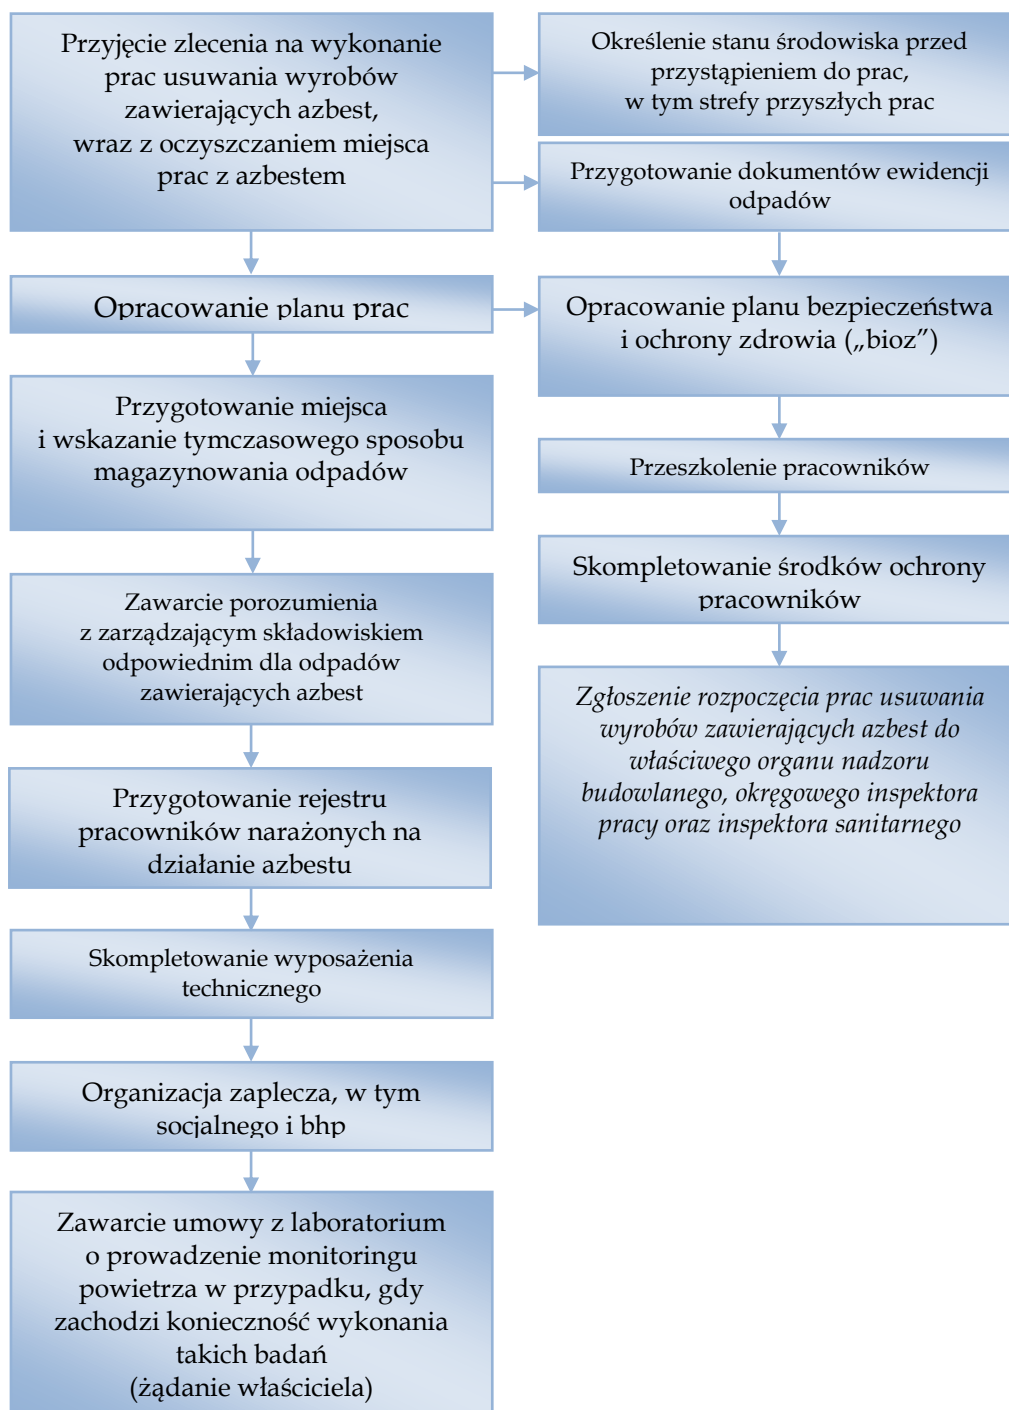 Przyjęcie zlecenia na wykonanie
prac usuwania wyrobów
zawierających azbest,
wraz z oczyszczaniem miejsca
prac z azbestem
Określenie stanu środowiska przed
przystąpieniem do prac,
w tym strefy przyszłych prac
Przygotowanie dokumentów ewidencji
odpadów
Opracowanie planu prac
Opracowanie planu bezpieczeństwa
i ochrony zdrowia („bioz”)
Przygotowanie miejsca
i wskazanie tymczasowego sposobu
magazynowania odpadów
Przeszkolenie pracowników
Skompletowanie środków ochrony
pracowników
Zawarcie porozumienia
z zarządzającym składowiskiem
odpowiednim dla odpadów
zawierających azbest
Zgłoszenie rozpoczęcia prac usuwania
wyrobów zawierających azbest do
właściwego organu nadzoru
budowlanego, okręgowego inspektora
pracy oraz inspektora sanitarnego
Przygotowanie rejestru
pracowników narażonych na
działanie azbestu
Skompletowanie wyposażenia
technicznego
Organizacja zaplecza, w tym
socjalnego i bhp
Zawarcie umowy z laboratorium
o prowadzenie monitoringu
powietrza w przypadku, gdy
zachodzi konieczność wykonania
takich badań
(żądanie właściciela)